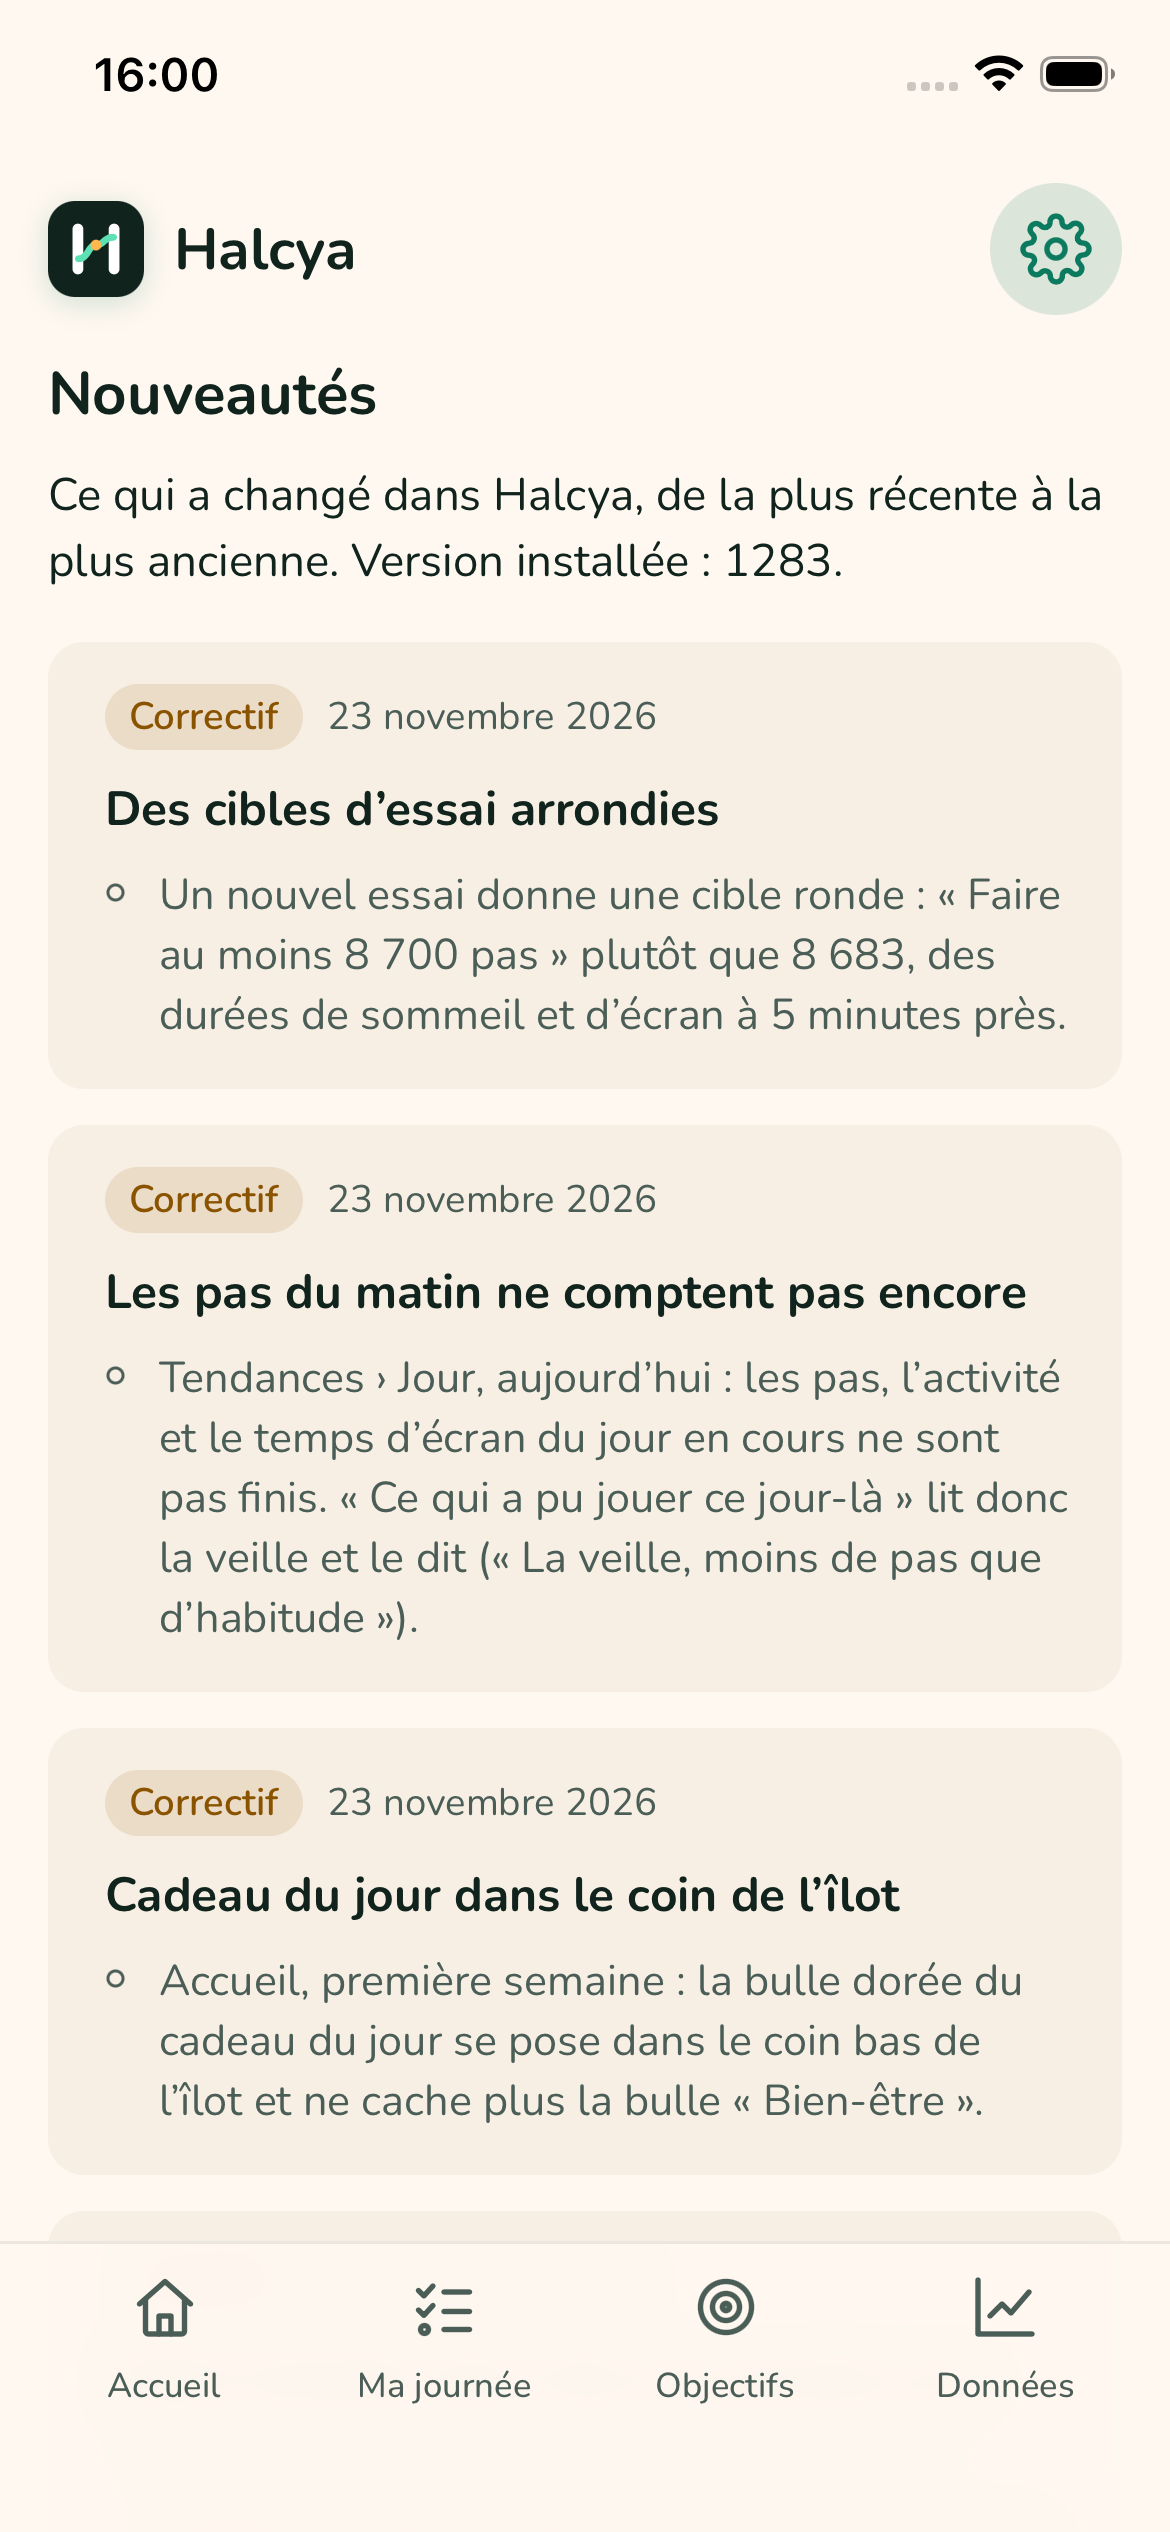 16:00
Halcya
Nouveautés
Ce qui a changé dans Halcya, de la plus récente à la
plus ancienne. Version installée : 1283.
Correctif 23 novembre 2026
Des cibles d’essai arrondies
Un nouvel essai donne une cible ronde : « Faire
au moins 8 700 pas » plutôt que 8 683, des
durées de sommeil et d’écran à 5 minutes près.
Correctif 23 novembre 2026
Les pas du matin ne comptent pas encore
Tendances › Jour, aujourd’hui : les pas, l’activité
et le temps d’écran du jour en cours ne sont
pas finis. « Ce qui a pu jouer ce jour-là » lit donc
la veille et le dit (« La veille, moins de pas que
d’habitude »).
Correctif 23 novembre 2026
Cadeau du jour dans le coin de l’îlot
Accueil, première semaine : la bulle dorée du
cadeau du jour se pose dans le coin bas de
l’îlot et ne cache plus la bulle « Bien-être ».
Accueil Ma journée Objectifs Données